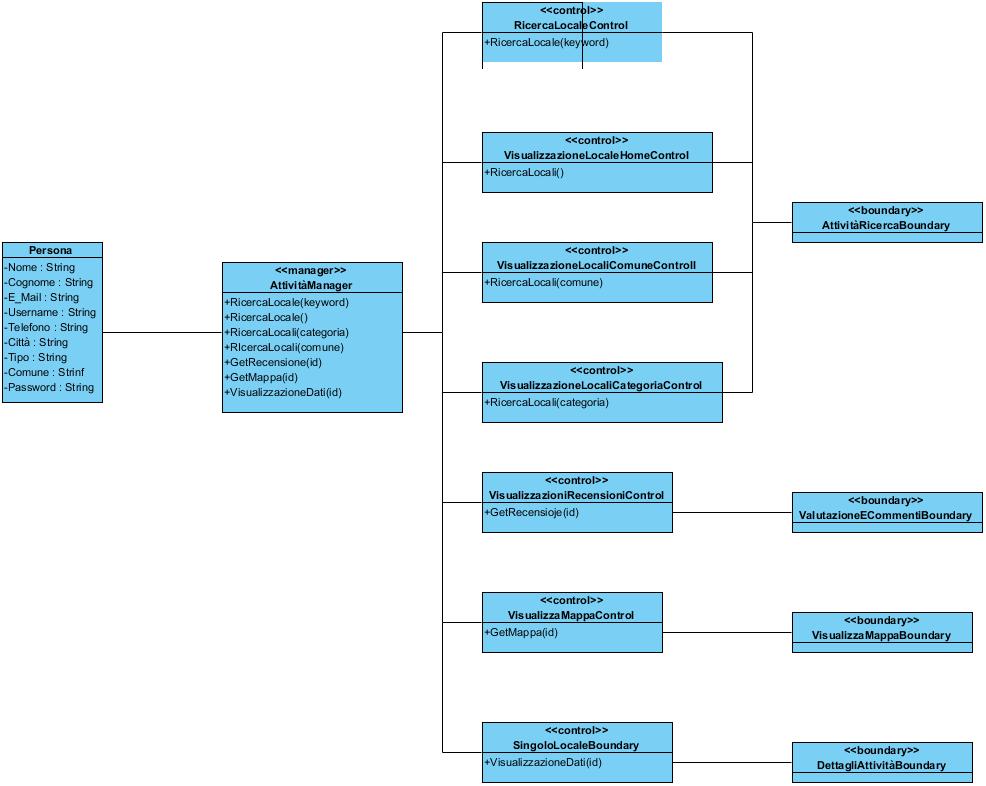 Persona
-Nome : String
-Cognome : String
-E_Mail : String
-Username : String
-Telefono : String
-Città : String
-Tipo : String
-Comune : Strinf
-Password : String
<<manager>>
AttivitàManager
+RicercaLocale(keyword)
+RicercaLocale()
+RicercaLocali(categoria)
+RIcercaLocali(comune)
+GetRecensione(id)
+GetMappa(id)
+VisualizzazioneDati(id)
<<control>>
RicercaLocaleControl
+RicercaLocale(keyword)
<<control>>
VisualizzazioneLocaleHomeControl
+RicercaLocali()
<<control>>
VisualizzazioneLocaliComuneControll
+RicercaLocali(comune)
<<control>>
VisualizzazioneLocaliCategoriaControl
+RicercaLocali(categoria)
<<control>>
VisualizzazioniRecensioniControl
+GetRecensioje(id)
<<control>>
VisualizzaMappaControl
+GetMappa(id)
<<control>>
SingoloLocaleBoundary
+VisualizzazioneDati(id)
<<boundary>>
AttivitàRicercaBoundary
<<boundary>>
ValutazioneECommentiBoundary
<<boundary>>
VisualizzaMappaBoundary
<<boundary>>
DettagliAttivitàBoundary